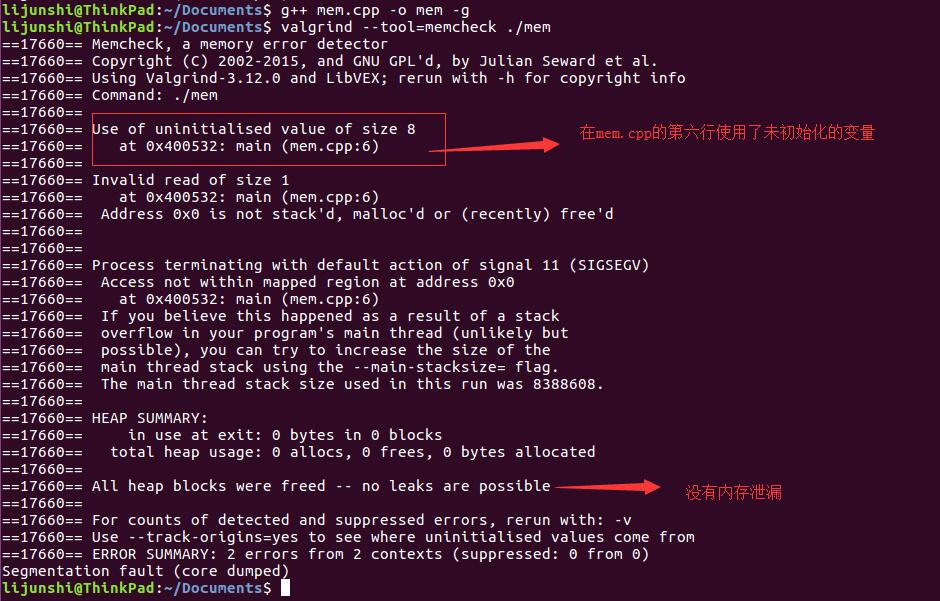 lijunshi@ThinkPad:~/Documents$ g++ mem.cpp -o mem -g
lijunshi@ThinkPad:~/Documents$ valgrind --tool=memcheck ./mem
==17660== Memcheck, a memory error detector
==17660== Copyright (C) 2002-2015, and GNU GPL'd, by Julian Seward et al.
==17660== Using Valgrind-3.12.0 and LibVEX; rerun with -h for copyright info
==17660== Command: ./mem
==17660==
==17660== Use of uninitialised value of size 8
在mem.cpp的第六行使用了未初始化的变量
==17660==    at 0x400532: main (mem.cpp:6)
==17660==
==17660== Invalid read of size 1
==17660==    at 0x400532: main (mem.cpp:6)
==17660==  Address 0x0 is not stack'd, malloc'd or (recently) free'd
==17660==
==17660==
==17660== Process terminating with default action of signal 11 (SIGSEGV)
==17660==  Access not within mapped region at address 0x0
==17660==    at 0x400532: main (mem.cpp:6)
==17660==  If you believe this happened as a result of a stack
==17660==  overflow in your program's main thread (unlikely but
==17660==  possible), you can try to increase the size of the
==17660==  main thread stack using the --main-stacksize= flag.
==17660==  The main thread stack size used in this run was 8388608.
==17660==
==17660== HEAP SUMMARY:
==17660==     in use at exit: 0 bytes in 0 blocks
==17660==   total heap usage: 0 allocs, 0 frees, 0 bytes allocated
==17660==
==17660== All heap blocks were freed -- no leaks are possible
没有内存泄漏
==17660==
==17660== For counts of detected and suppressed errors, rerun with: -v
==17660== Use --track-origins=yes to see where uninitialised values come from
==17660== ERROR SUMMARY: 2 errors from 2 contexts (suppressed: 0 from 0)
Segmentation fault (core dumped)
lijunshi@ThinkPad:~/Documents$